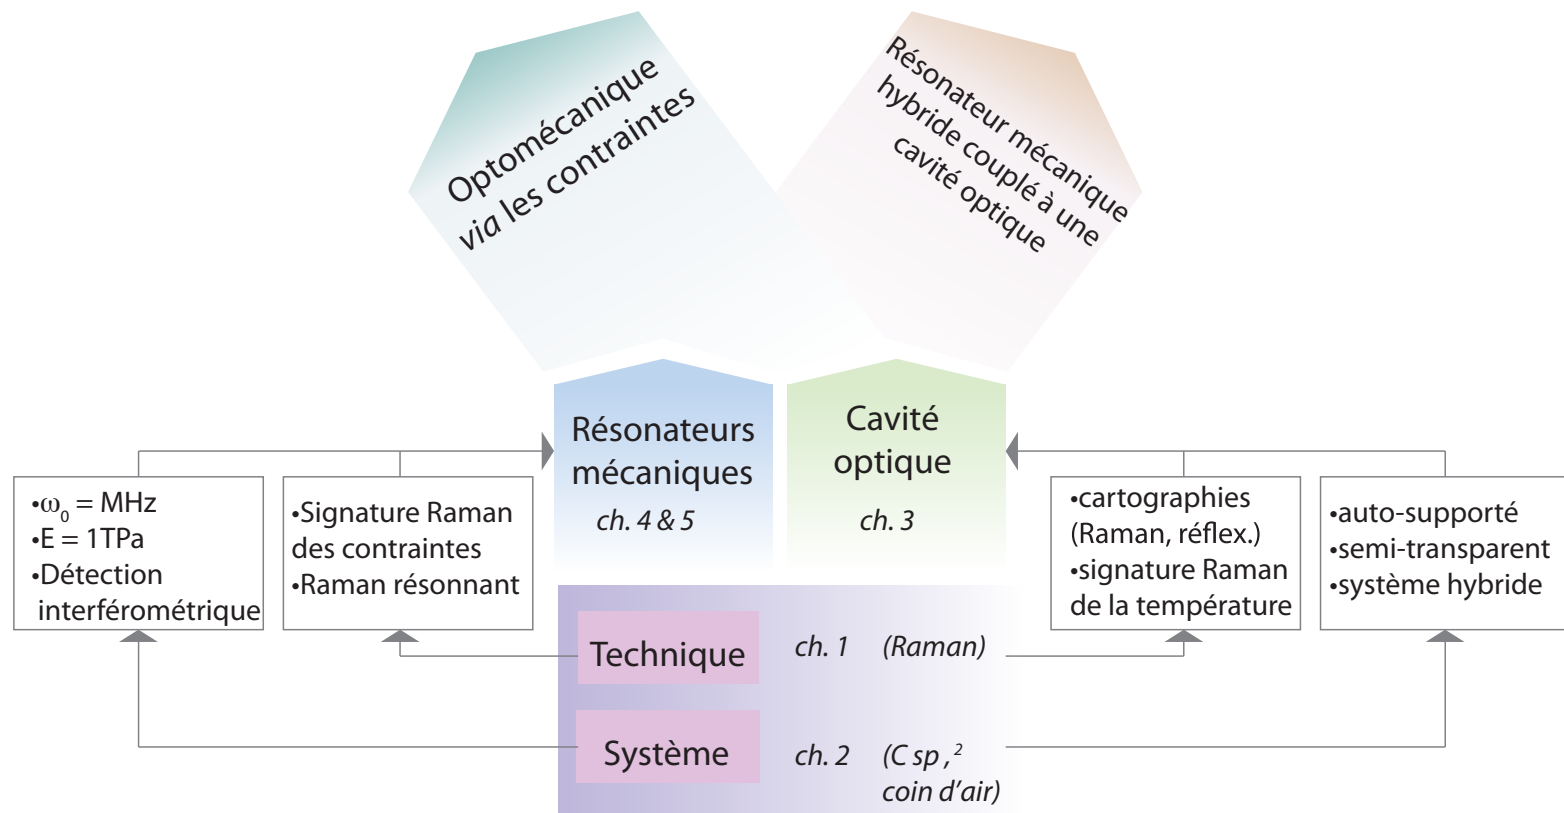 Optomécanique
via les contraintes
Résonateur mécanique
hybride couplé à une
cavité optique
Résonateurs
mécaniques
ch. 4 & 5
Cavité
optique
ch. 3
•ω₀ = MHz
•E = 1TPa
•Détection
interférométrique
•Signature Raman
des contraintes
•Raman résonnant
•cartographies
(Raman, réflex.)
•signature Raman
de la température
•auto-supporté
•semi-transparent
•système hybride
Technique ch. 1 (Raman)
Système ch. 2 (C sp ,²
coin d’air)